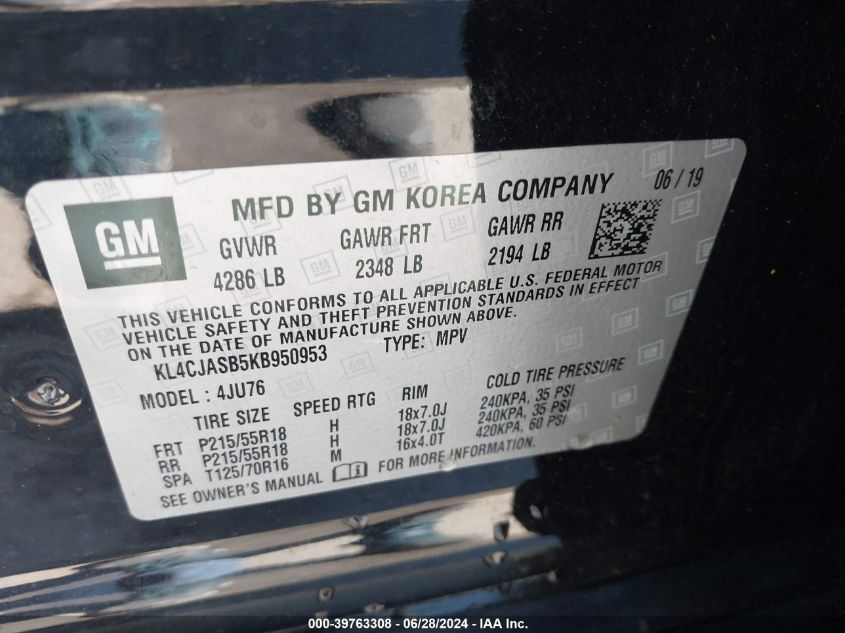 GM
MFD BY GM KOREA COMPANY 06/19
GVWR GAWR FRT GAWR RR
4286 LB 2348 LB 2194 LB
THIS VEHICLE CONFORMS TO ALL APPLICABLE U.S. FEDERAL MOTOR
VEHICLE SAFETY AND THEFT PREVENTION STANDARDS IN EFFECT
ON THE DATE OF MANUFACTURE SHOWN ABOVE.
KL4CJASB5KB950953 TYPE: MPV
MODEL : 4JU76
TIRE SIZE SPEED RTG RIM COLD TIRE PRESSURE
FRT P215/55R18 H 18x7.0J 240KPA, 35 PSI
RR P215/55R18 H 18x7.0J 240KPA, 35 PSI
SPA T125/70R16 M 16x4.0T 420KPA, 60 PSI
SEE OWNER'S MANUAL FOR MORE INFORMATION.
000-39763308 - 06/28/2024 - IAA Inc.